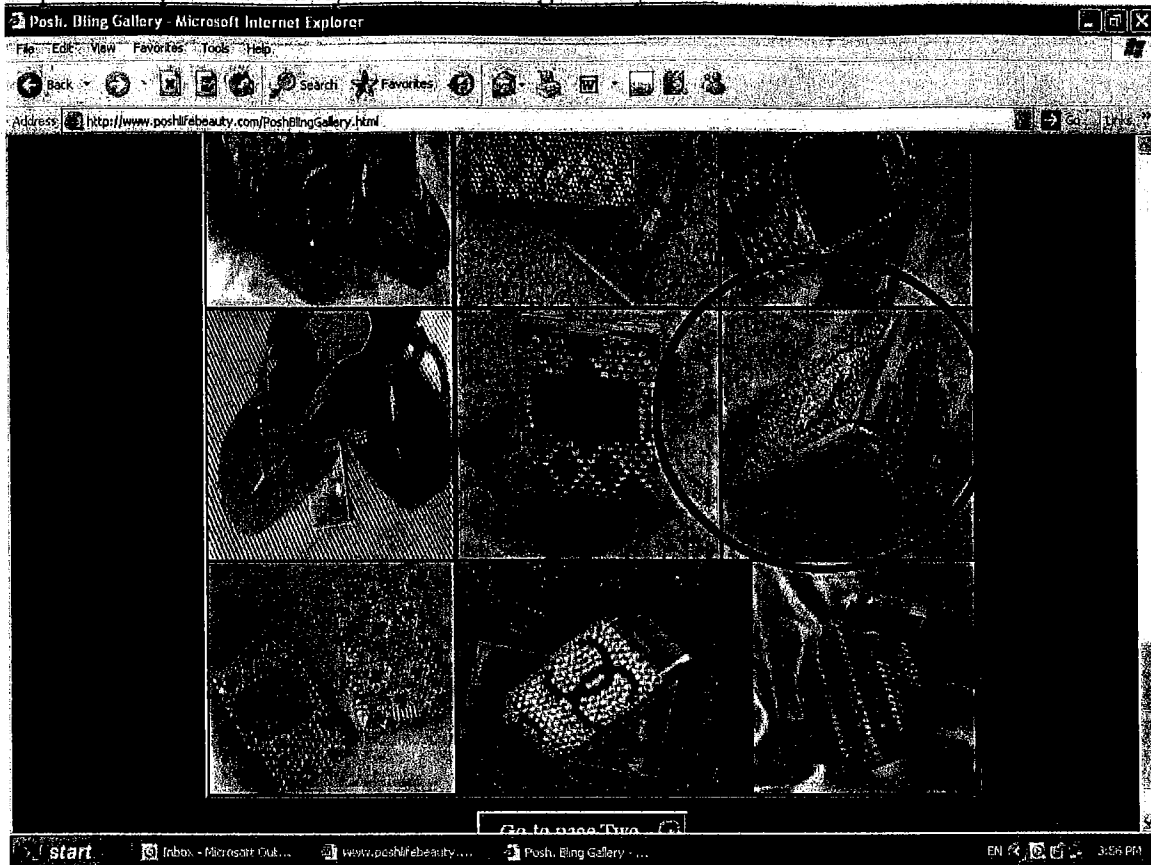 Posh. Bling Gallery - Microsoft Internet Explorer
File Edit View Favorites Tools Help
Back Search Favorites
Address http://www.poshlifebeauty.com/PoshBlingGallery.html Go Links »
Go to page Two
start Inbox - Microsoft Out... www.poshlifebeauty.... Posh. Bling Gallery - ... EN 3:56 PM